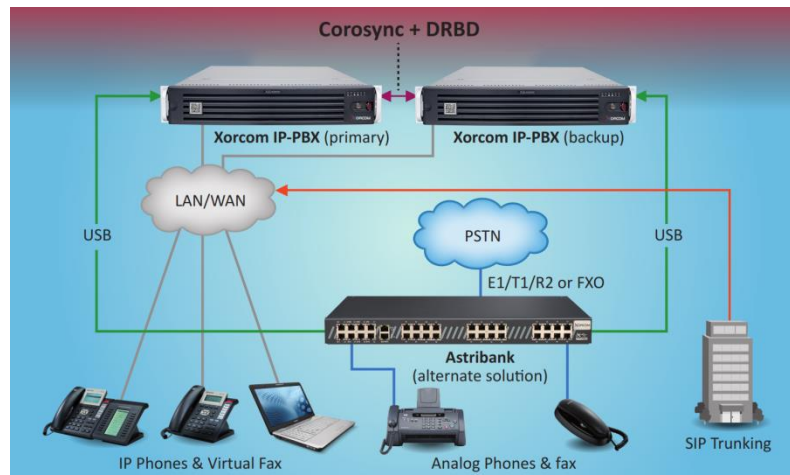 Corosync + DRBD
Xorcom IP-PBX (primary)
Xorcom IP-PBX (backup)
LAN/WAN
USB
PSTN
USB
E1/T1/R2 or FXO
Astribank
(alternate solution)
SIP Trunking
IP Phones & Virtual Fax
Analog Phones & fax